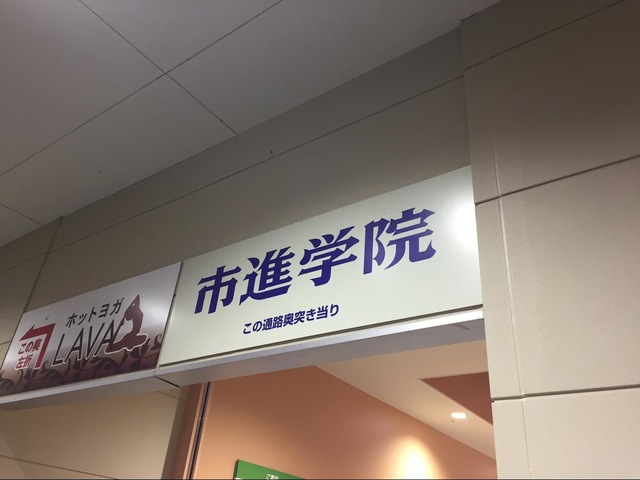 市進学院
この通路奥突き当り
ホットヨガ
LAVA
この奥
左折